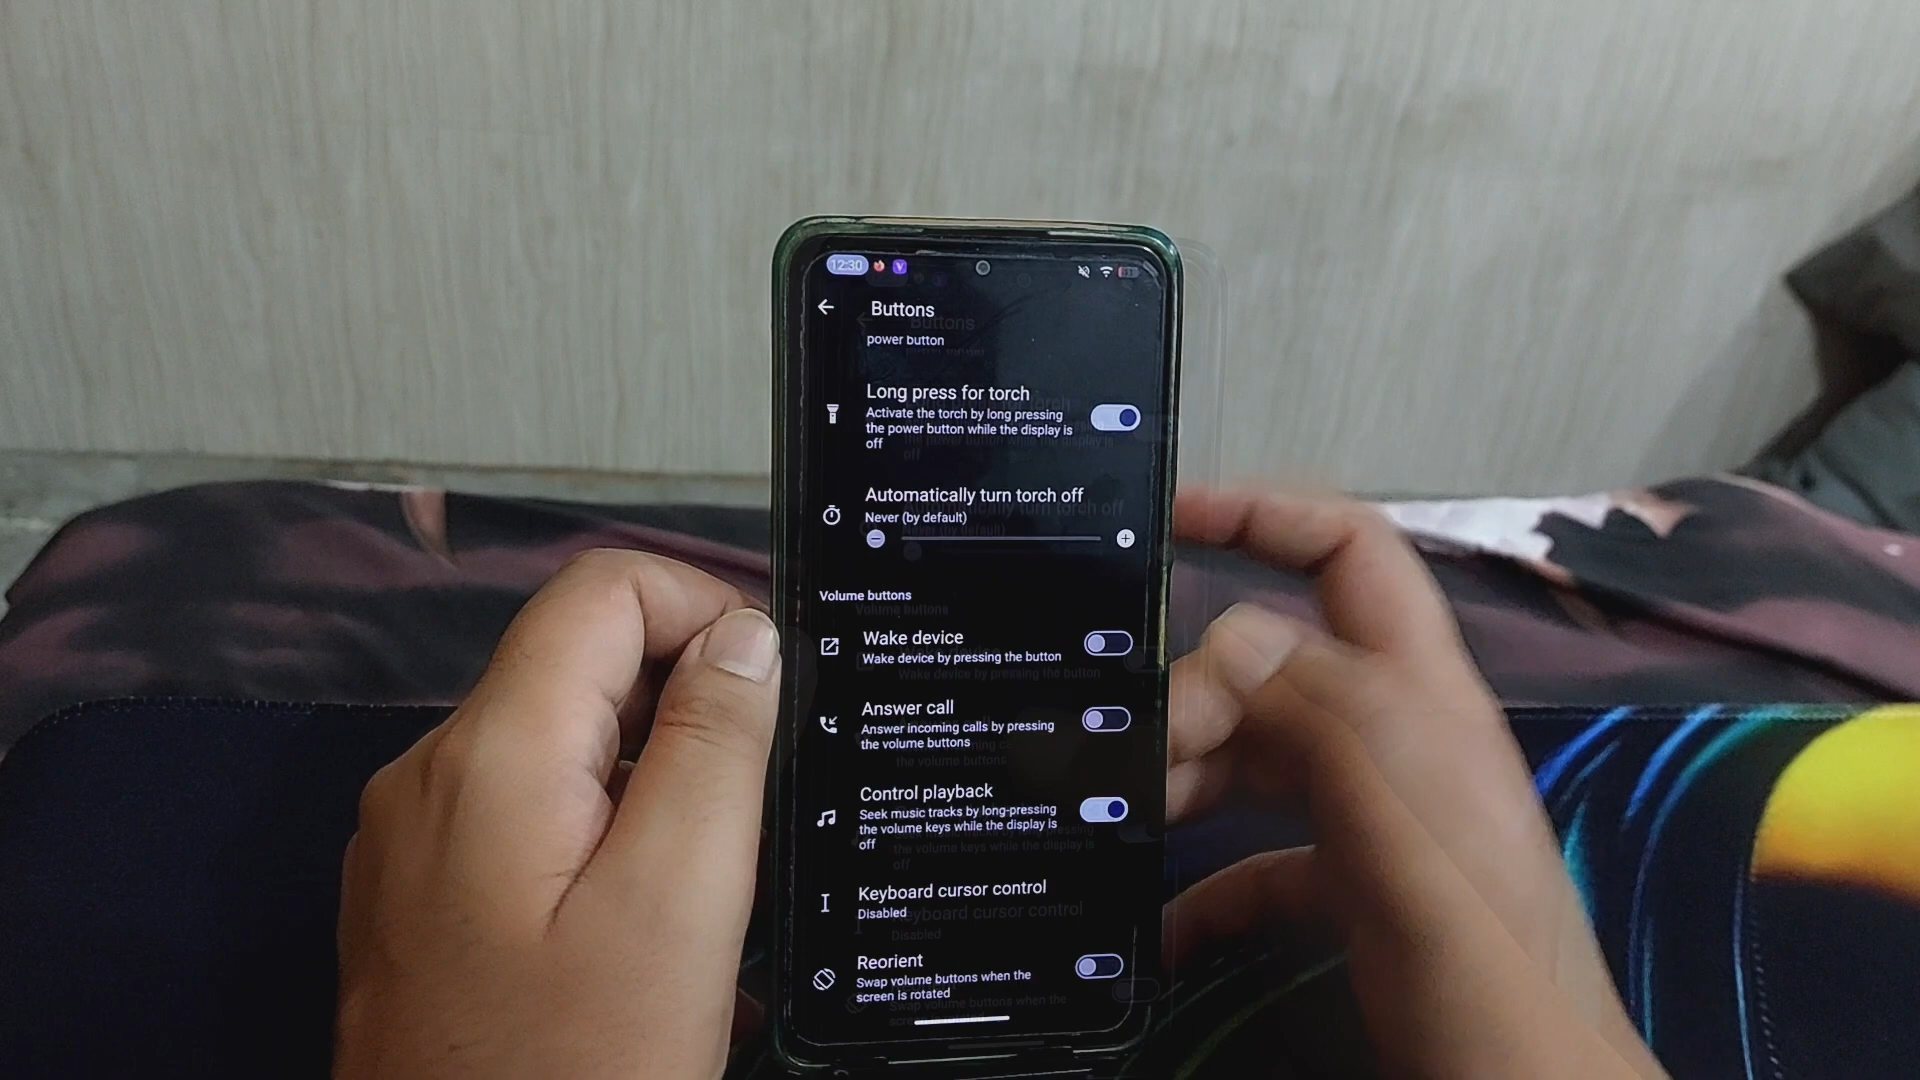 12:30
Buttons
power button
Long press for torch
Activate the torch by long pressing
the power button while the display is
off
Automatically turn torch off
Never (by default)
Volume buttons
Wake device
Wake device by pressing the button
Answer call
Answer incoming calls by pressing
the volume buttons
Control playback
Seek music tracks by long-pressing
the volume keys while the display is
off
Keyboard cursor control
Disabled
Reorient
Swap volume buttons when the
screen is rotated